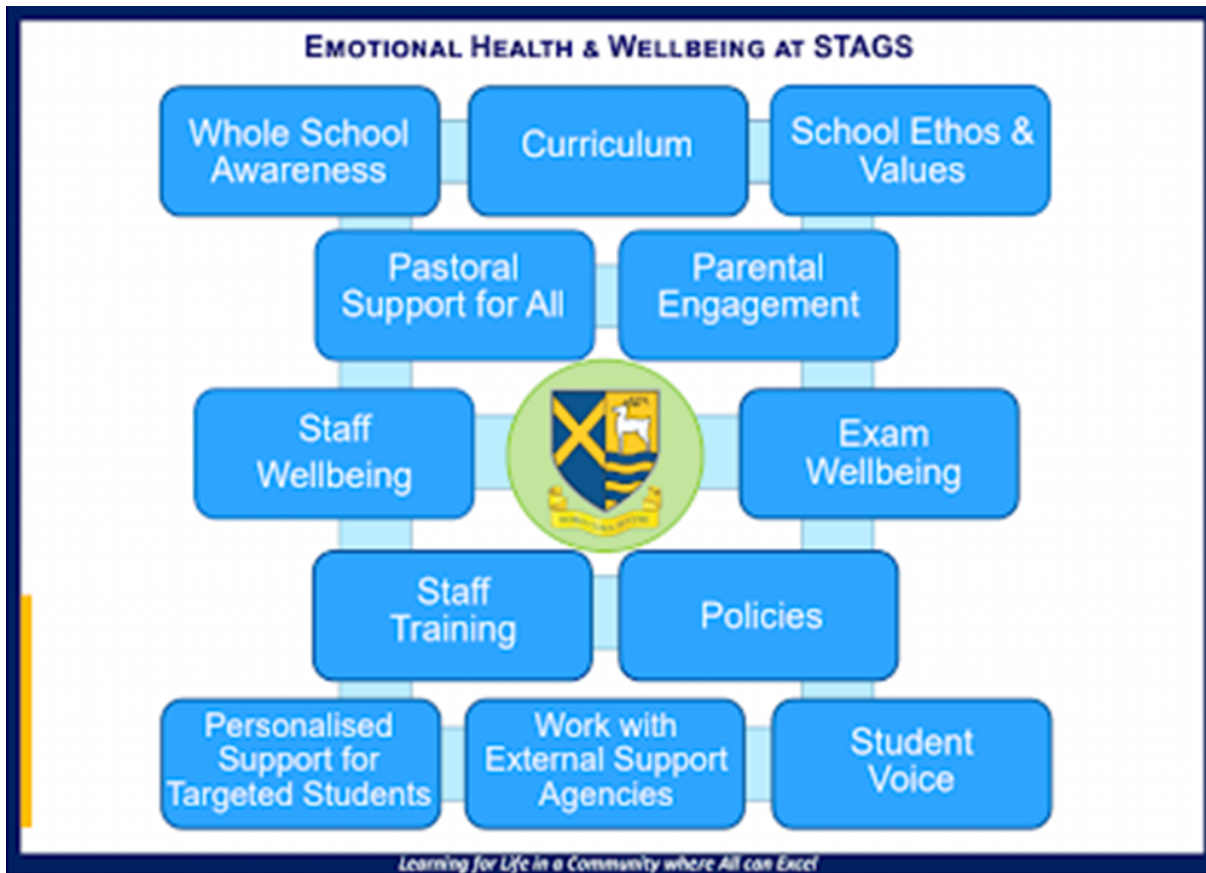 EMOTIONAL HEALTH & WELLBEING AT STAGS
Whole School
Awareness
Curriculum
School Ethos &
Values
Pastoral
Support for All
Parental
Engagement
Staff
Wellbeing
Exam
Wellbeing
Staff
Training
Policies
Personalised
Support for
Targeted Students
Work with
External Support
Agencies
Student
Voice
Learning for Life in a Community where All can Excel